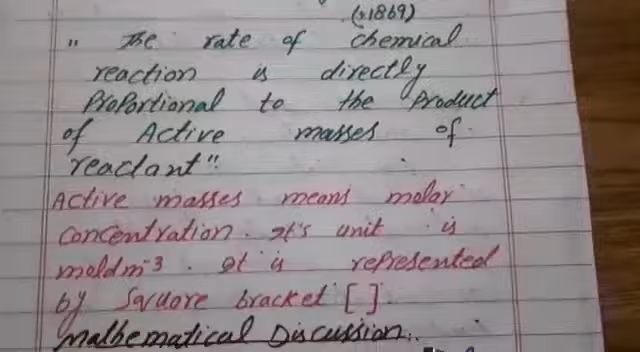 (1869)
" The rate of chemical
reaction is directly
Proportional to the Product
of Active masses of
reactant".
Active masses means molar
Concentration. It's unit is
moldm-3. It is represented
by Square bracket [ ].
Mathematical Discussion:.